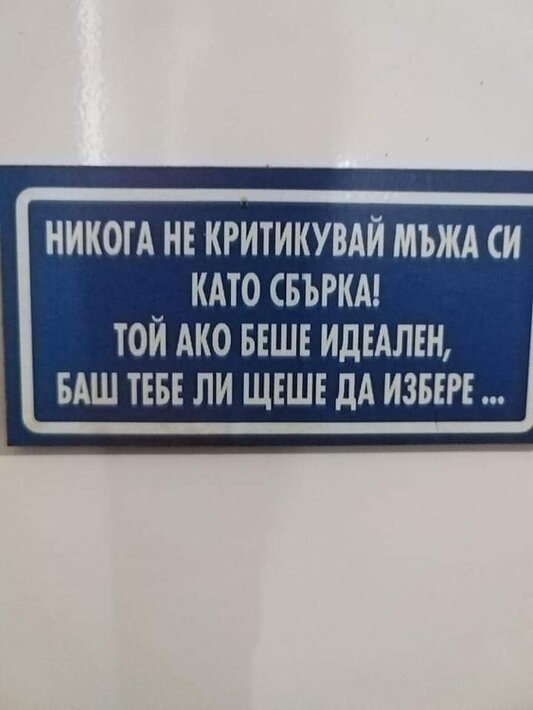 НИКОГА НЕ КРИТИКУВАЙ МЪЖА СИ
КАТО СБЪРКА!
ТОЙ АКО БЕШЕ ИДЕАЛЕН,
БАШ ТЕБЕ ЛИ ЩЕШЕ ДА ИЗБЕРЕ ...